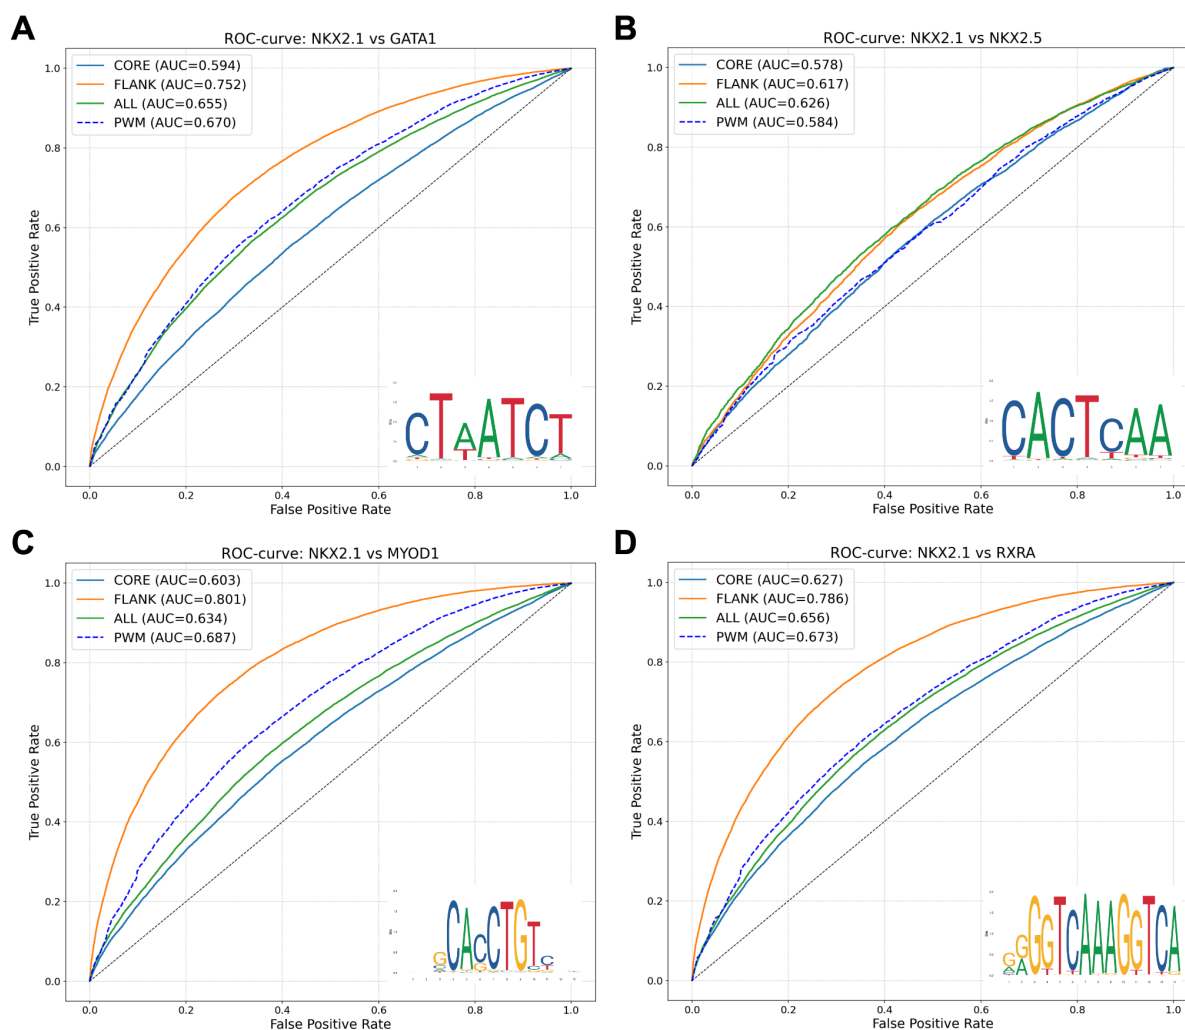 A
ROC-curve: NKX2.1 vs GATA1
CORE (AUC=0.594)
FLANK (AUC=0.752)
ALL (AUC=0.655)
PWM (AUC=0.670)
True Positive Rate
1.0
0.8
0.6
0.4
0.2
0.0
CTAATCT
0.0 0.2 0.4 0.6 0.8 1.0
False Positive Rate
B
ROC-curve: NKX2.1 vs NKX2.5
CORE (AUC=0.578)
FLANK (AUC=0.617)
ALL (AUC=0.626)
PWM (AUC=0.584)
True Positive Rate
1.0
0.8
0.6
0.4
0.2
0.0
CACTCAA
0.0 0.2 0.4 0.6 0.8 1.0
False Positive Rate
C
ROC-curve: NKX2.1 vs MYOD1
CORE (AUC=0.603)
FLANK (AUC=0.801)
ALL (AUC=0.634)
PWM (AUC=0.687)
True Positive Rate
1.0
0.8
0.6
0.4
0.2
0.0
GCACCTGTC
0.0 0.2 0.4 0.6 0.8 1.0
False Positive Rate
D
ROC-curve: NKX2.1 vs RXRA
CORE (AUC=0.627)
FLANK (AUC=0.786)
ALL (AUC=0.656)
PWM (AUC=0.673)
True Positive Rate
1.0
0.8
0.6
0.4
0.2
0.0
GGGGTCAAAGGTCA
0.0 0.2 0.4 0.6 0.8 1.0
False Positive Rate